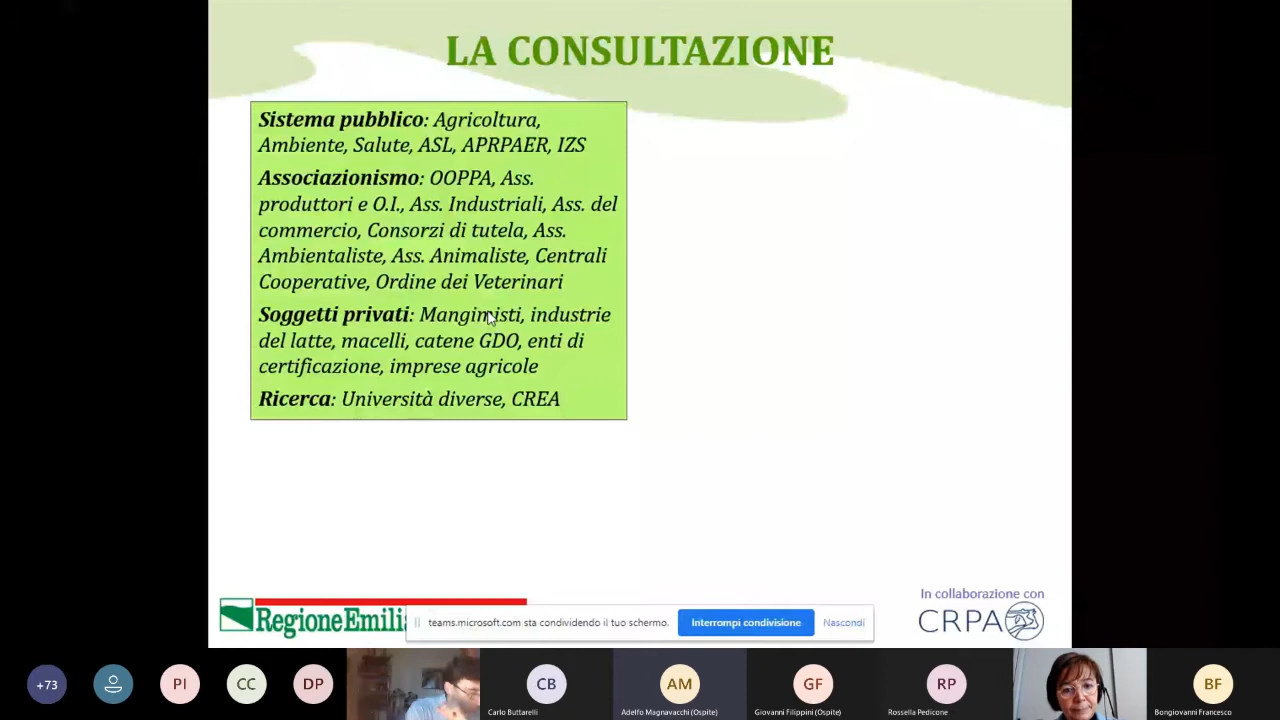 LA CONSULTAZIONE
Sistema pubblico: Agricoltura,
Ambiente, Salute, ASL, APRPAER, IZS
Associazionismo: OOPPA, Ass.
produttori e O.I., Ass. Industriali, Ass. del
commercio, Consorzi di tutela, Ass.
Ambientaliste, Ass. Animaliste, Centrali
Cooperative, Ordine dei Veterinari
Soggetti privati: Mangimisti, industrie
del latte, macelli, catene GDO, enti di
certificazione, imprese agricole
Ricerca: Università diverse, CREA
In collaborazione con
CRPA
RegioneEmili
teams.microsoft.com sta condividendo il tuo schermo.
Interrompi condivisione
Nascondi
+73
PI
CC
DP
CB
AM
GF
RP
BF
Carlo Buttarelli
Adelfo Magnavacchi (Ospite)
Giovanni Filippini (Ospite)
Rossella Pedicone
Bongiovanni Francesco